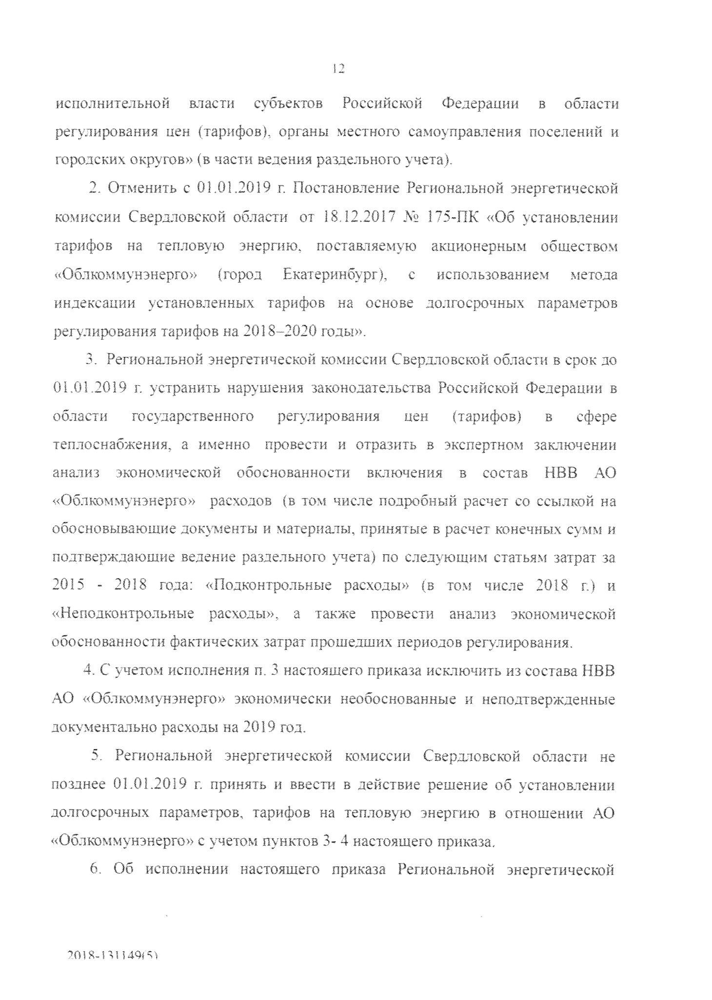 12
исполнительной власти субъектов Российской Федерации в области
регулирования цен (тарифов), органы местного самоуправления поселений и
городских округов» (в части ведения раздельного учета).
2. Отменить с 01.01.2019 г. Постановление Региональной энергетической
комиссии Свердловской области от 18.12.2017 № 175-ПК «Об установлении
тарифов на тепловую энергию, поставляемую акционерным обществом
«Облкоммунэнерго» (город Екатеринбург), с использованием метода
индексации установленных тарифов на основе долгосрочных параметров
регулирования тарифов на 2018–2020 годы».
3. Региональной энергетической комиссии Свердловской области в срок до
01.01.2019 г. устранить нарушения законодательства Российской Федерации в
области государственного регулирования цен (тарифов) в сфере
теплоснабжения, а именно провести и отразить в экспертном заключении
анализ экономической обоснованности включения в состав НВВ АО
«Облкоммунэнерго» расходов (в том числе подробный расчет со ссылкой на
обосновывающие документы и материалы, принятые в расчет конечных сумм и
подтверждающие ведение раздельного учета) по следующим статьям затрат за
2015 - 2018 года: «Подконтрольные расходы» (в том числе 2018 г.) и
«Неподконтрольные расходы», а также провести анализ экономической
обоснованности фактических затрат прошедших периодов регулирования.
4. С учетом исполнения п. 3 настоящего приказа исключить из состава НВВ
АО «Облкоммунэнерго» экономически необоснованные и неподтвержденные
документально расходы на 2019 год.
5. Региональной энергетической комиссии Свердловской области не
позднее 01.01.2019 г. принять и ввести в действие решение об установлении
долгосрочных параметров, тарифов на тепловую энергию в отношении АО
«Облкоммунэнерго» с учетом пунктов 3- 4 настоящего приказа.
6. Об исполнении настоящего приказа Региональной энергетической
2018-131149(5)